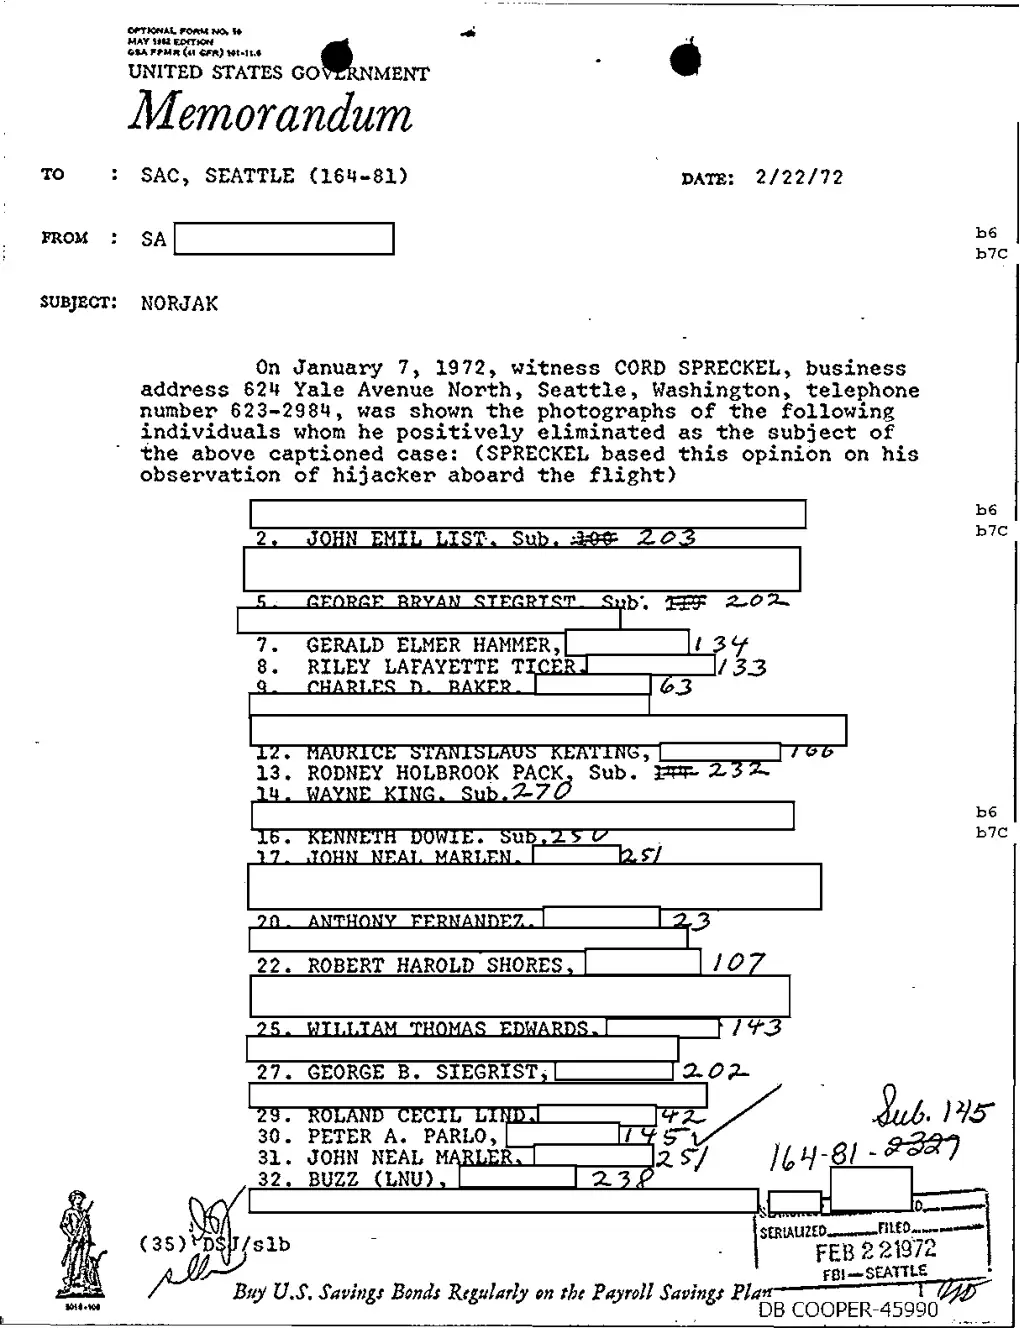 OPTIONAL FORM NO. 10
MAY 1962 EDITION
GSA FPMR (41 CFR) 101-11.6
UNITED STATES GOVERNMENT
Memorandum
TO : SAC, SEATTLE (164-81) DATE: 2/22/72
FROM : SA b6
b7C
SUBJECT: NORJAK
On January 7, 1972, witness CORD SPRECKEL, business
address 624 Yale Avenue North, Seattle, Washington, telephone
number 623-2984, was shown the photographs of the following
individuals whom he positively eliminated as the subject of
the above captioned case: (SPRECKEL based this opinion on his
observation of hijacker aboard the flight)
b6
b7C
2. JOHN EMIL LIST, Sub. 203
5. GEORGE BRYAN SIEGRIST, Sub. 202
7. GERALD ELMER HAMMER, 134
8. RILEY LAFAYETTE TICER, 133
9. CHARLES D. BAKER, 63
12. MAURICE STANISLAUS KEATING, 166
13. RODNEY HOLBROOK PACK, Sub. 232
14. WAYNE KING, Sub. 270
b6
b7C
16. KENNETH DOWIE, Sub. 250
17. JOHN NEAL MARLEN, 251
20. ANTHONY FERNANDEZ, 23
22. ROBERT HAROLD SHORES, 107
25. WILLIAM THOMAS EDWARDS, 143
27. GEORGE B. SIEGRIST, 202
29. ROLAND CECIL LIND, 42
30. PETER A. PARLO, 145
31. JOHN NEAL MARLER, 251
32. BUZZ (LNU), 238
Sub. 145
164-81-2327
SERIALIZED FILED
FEB 22 1972
FBI—SEATTLE
(35) DSJ/slb
Buy U.S. Savings Bonds Regularly on the Payroll Savings Plan
DB COOPER-45990